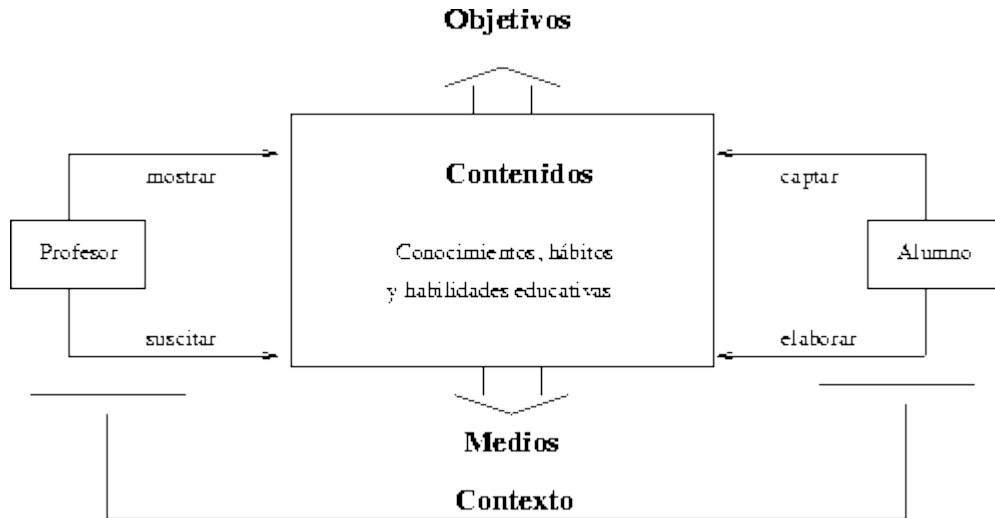 Objetivos
Contenidos
mostrar
captar
Profesor
Conocimientos, hábitos
y habilidades educativas
Alumno
suscitar
elaborar
Medios
Contexto